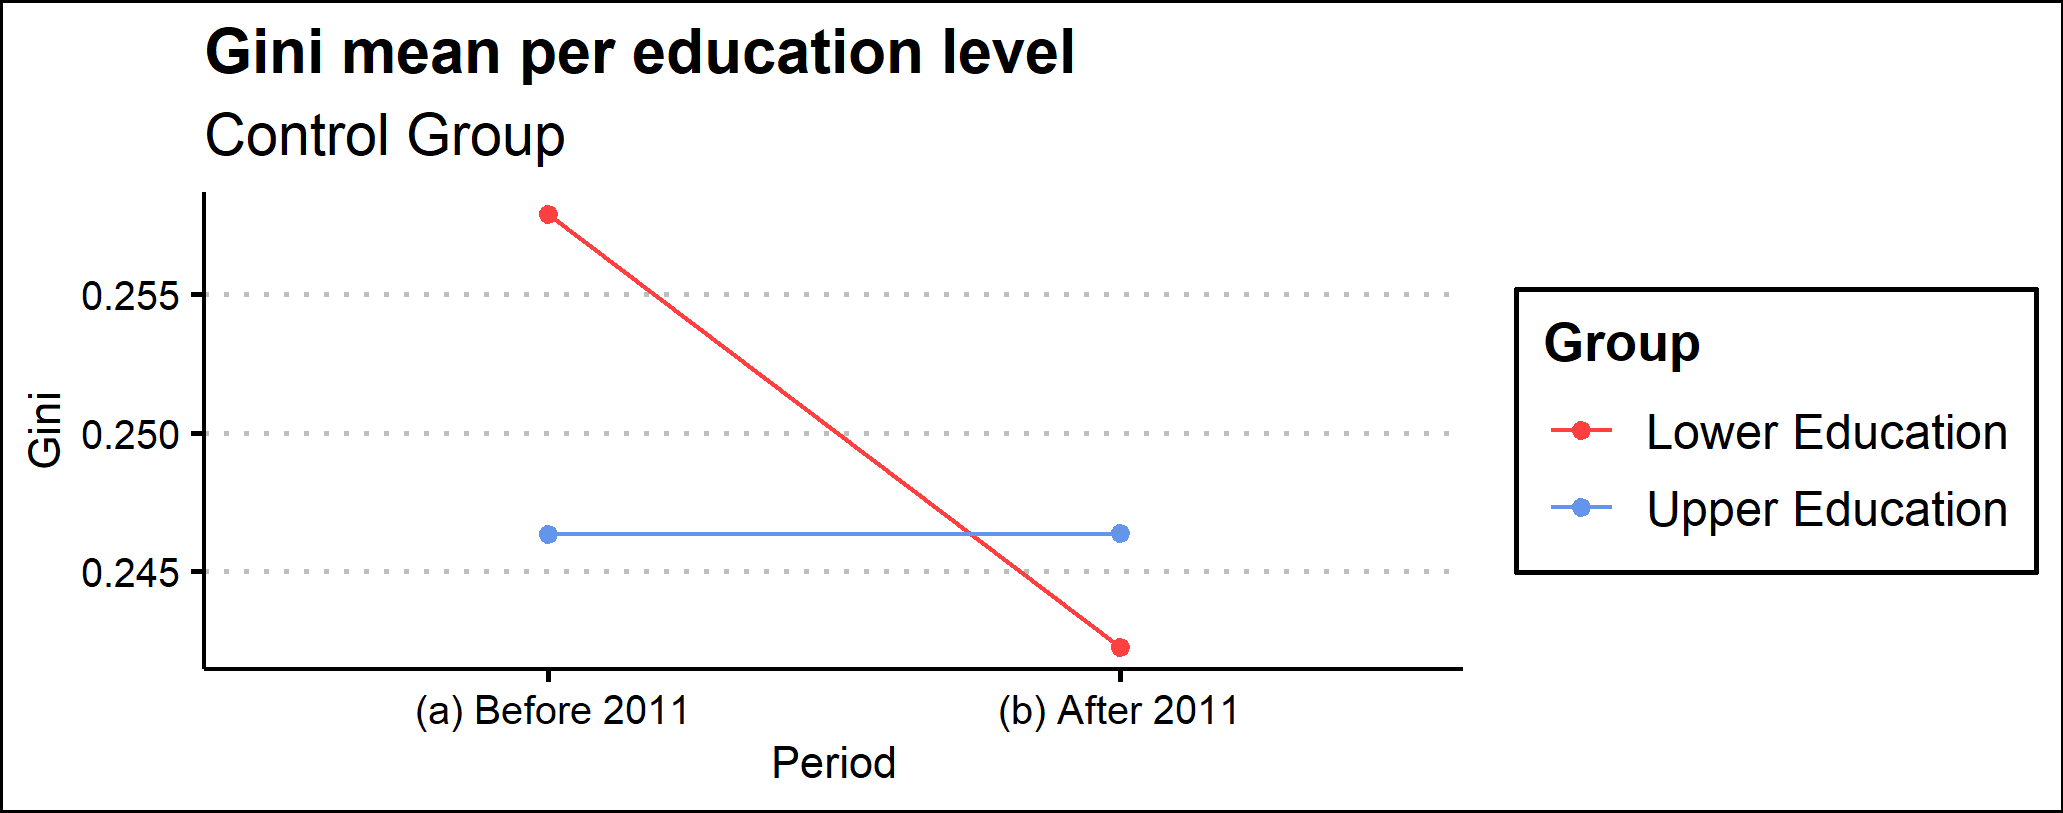 Gini mean per education level
Control Group
Gini
0.255
0.250
0.245
(a) Before 2011
(b) After 2011
Period
Group
Lower Education
Upper Education